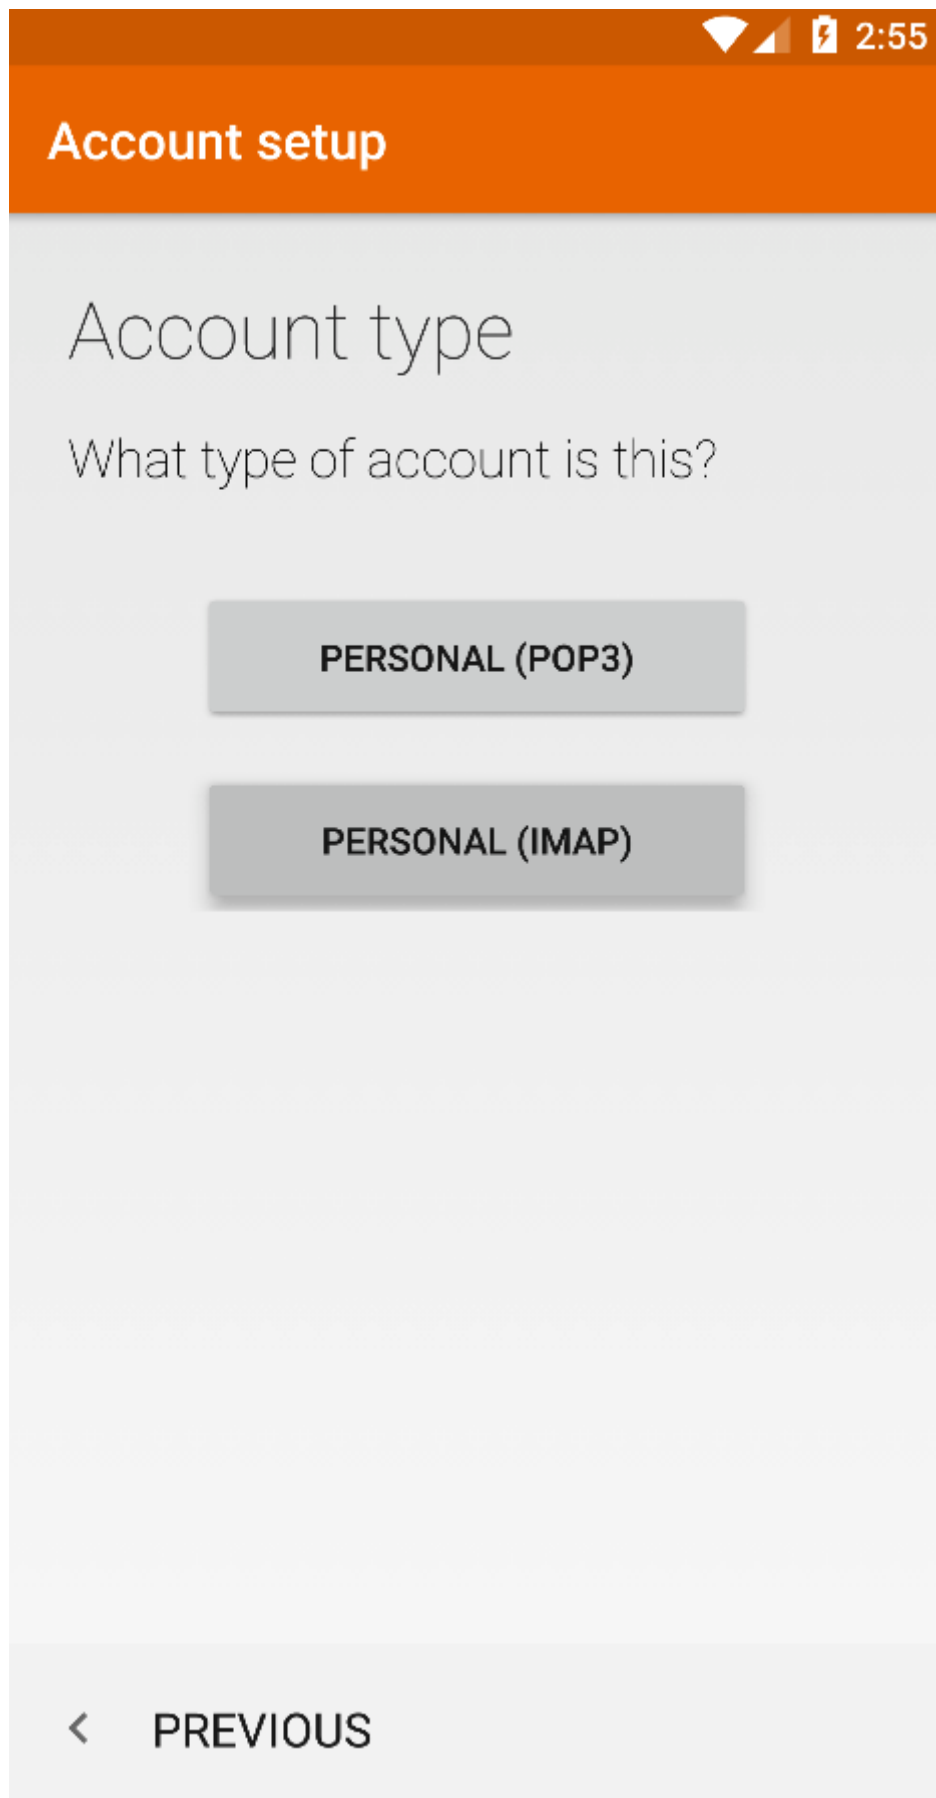 2:55
Account setup
Account type
What type of account is this?
PERSONAL (POP3)
PERSONAL (IMAP)
PREVIOUS